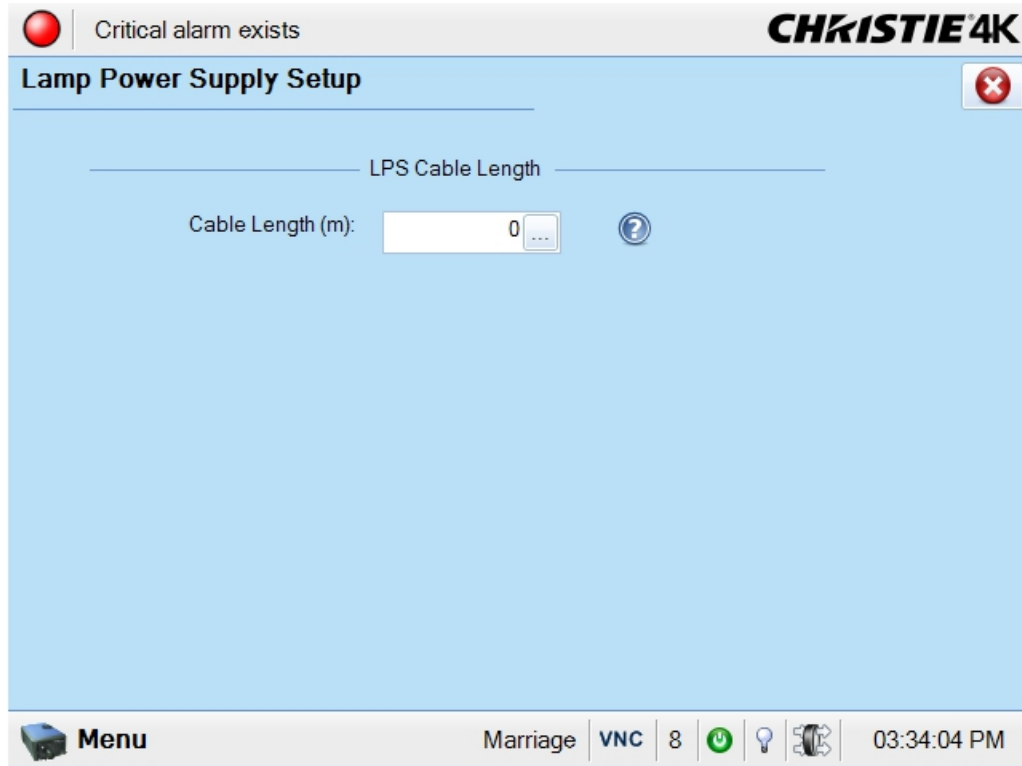 Critical alarm exists
CHRISTIE 4K
Lamp Power Supply Setup
LPS Cable Length
Cable Length (m): 0 ...
Menu Marriage VNC 8 03:34:04 PM